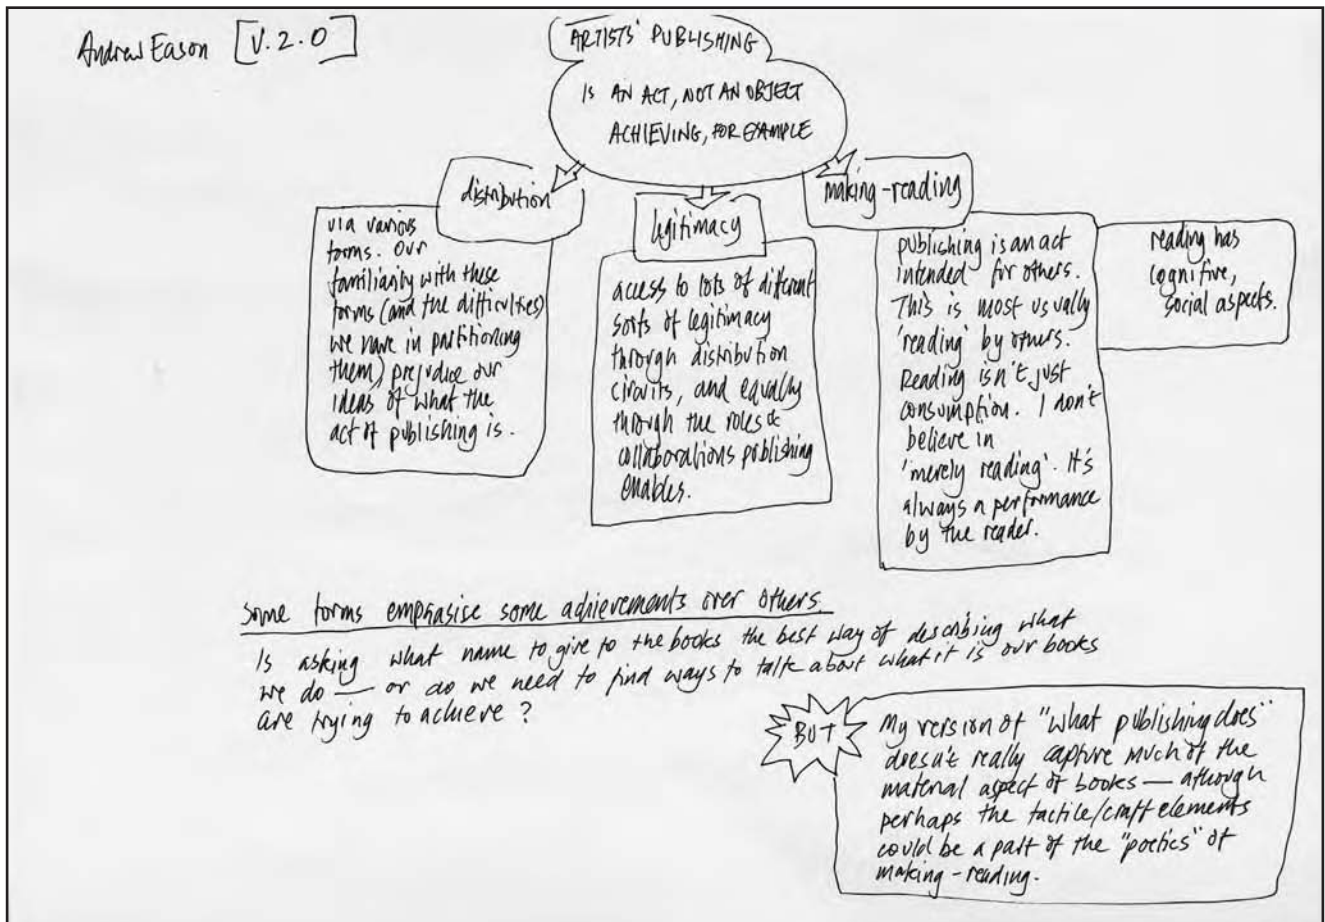 Andrew Eason [V.2.0]
ARTISTS' PUBLISHING
IS AN ACT, NOT AN OBJECT
ACHIEVING, FOR EXAMPLE
distribution
via various
forms. Our
familiarity with these
forms (and the difficulties)
we have in partitioning
them) prejudice our
ideas of what the
act of publishing is.
legitimacy
access to lots of different
sorts of legitimacy
through distribution
circuits, and equally
through the roles &
collaborations publishing
enables.
making-reading
publishing is an act
intended for others.
This is most usually
'reading' by others.
Reading isn't just
consumption. I don't
believe in
'merely reading'. It's
always a performance
by the reader.
reading has
cognitive,
social aspects.
Some forms emphasise some achievements over others.
Is asking what name to give to the books the best way of describing what
we do — or do we need to find ways to talk about what it is our books
are trying to achieve?
BUT
My version of "what publishing does"
doesn't really capture much of the
material aspect of books — athough
perhaps the tactile/craft elements
could be a part of the "poetics" of
making-reading.